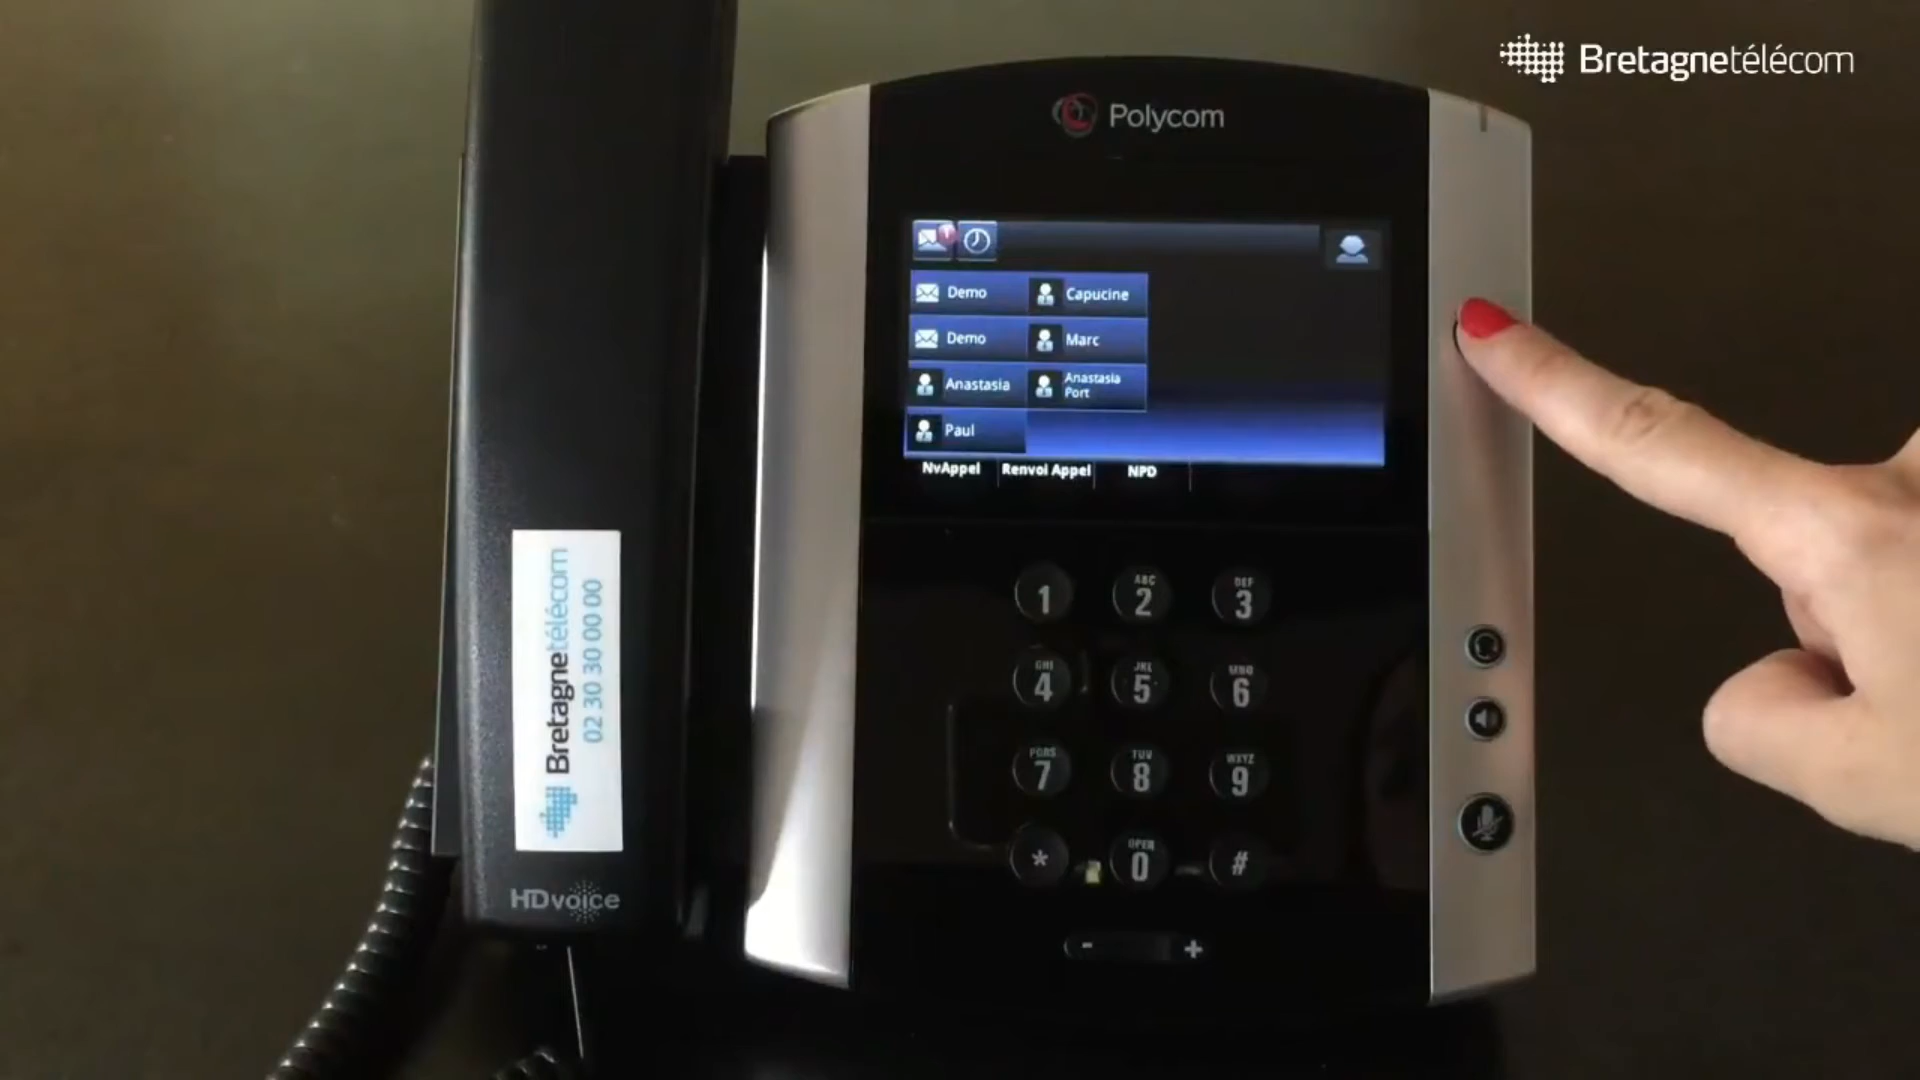 Bretagnetélécom
Polycom
Demo
Capucine
Demo
Marc
Anastasia
Anastasia
Port
Paul
NvAppel
Renvoi Appel
NPD
1
ABC
2
DEF
3
GHI
4
JKL
5
MNO
6
PQRS
7
TUV
8
WXYZ
9
*
OPER
0
#
- +
Bretagnetélécom
02 30 30 00 00
HDvoice